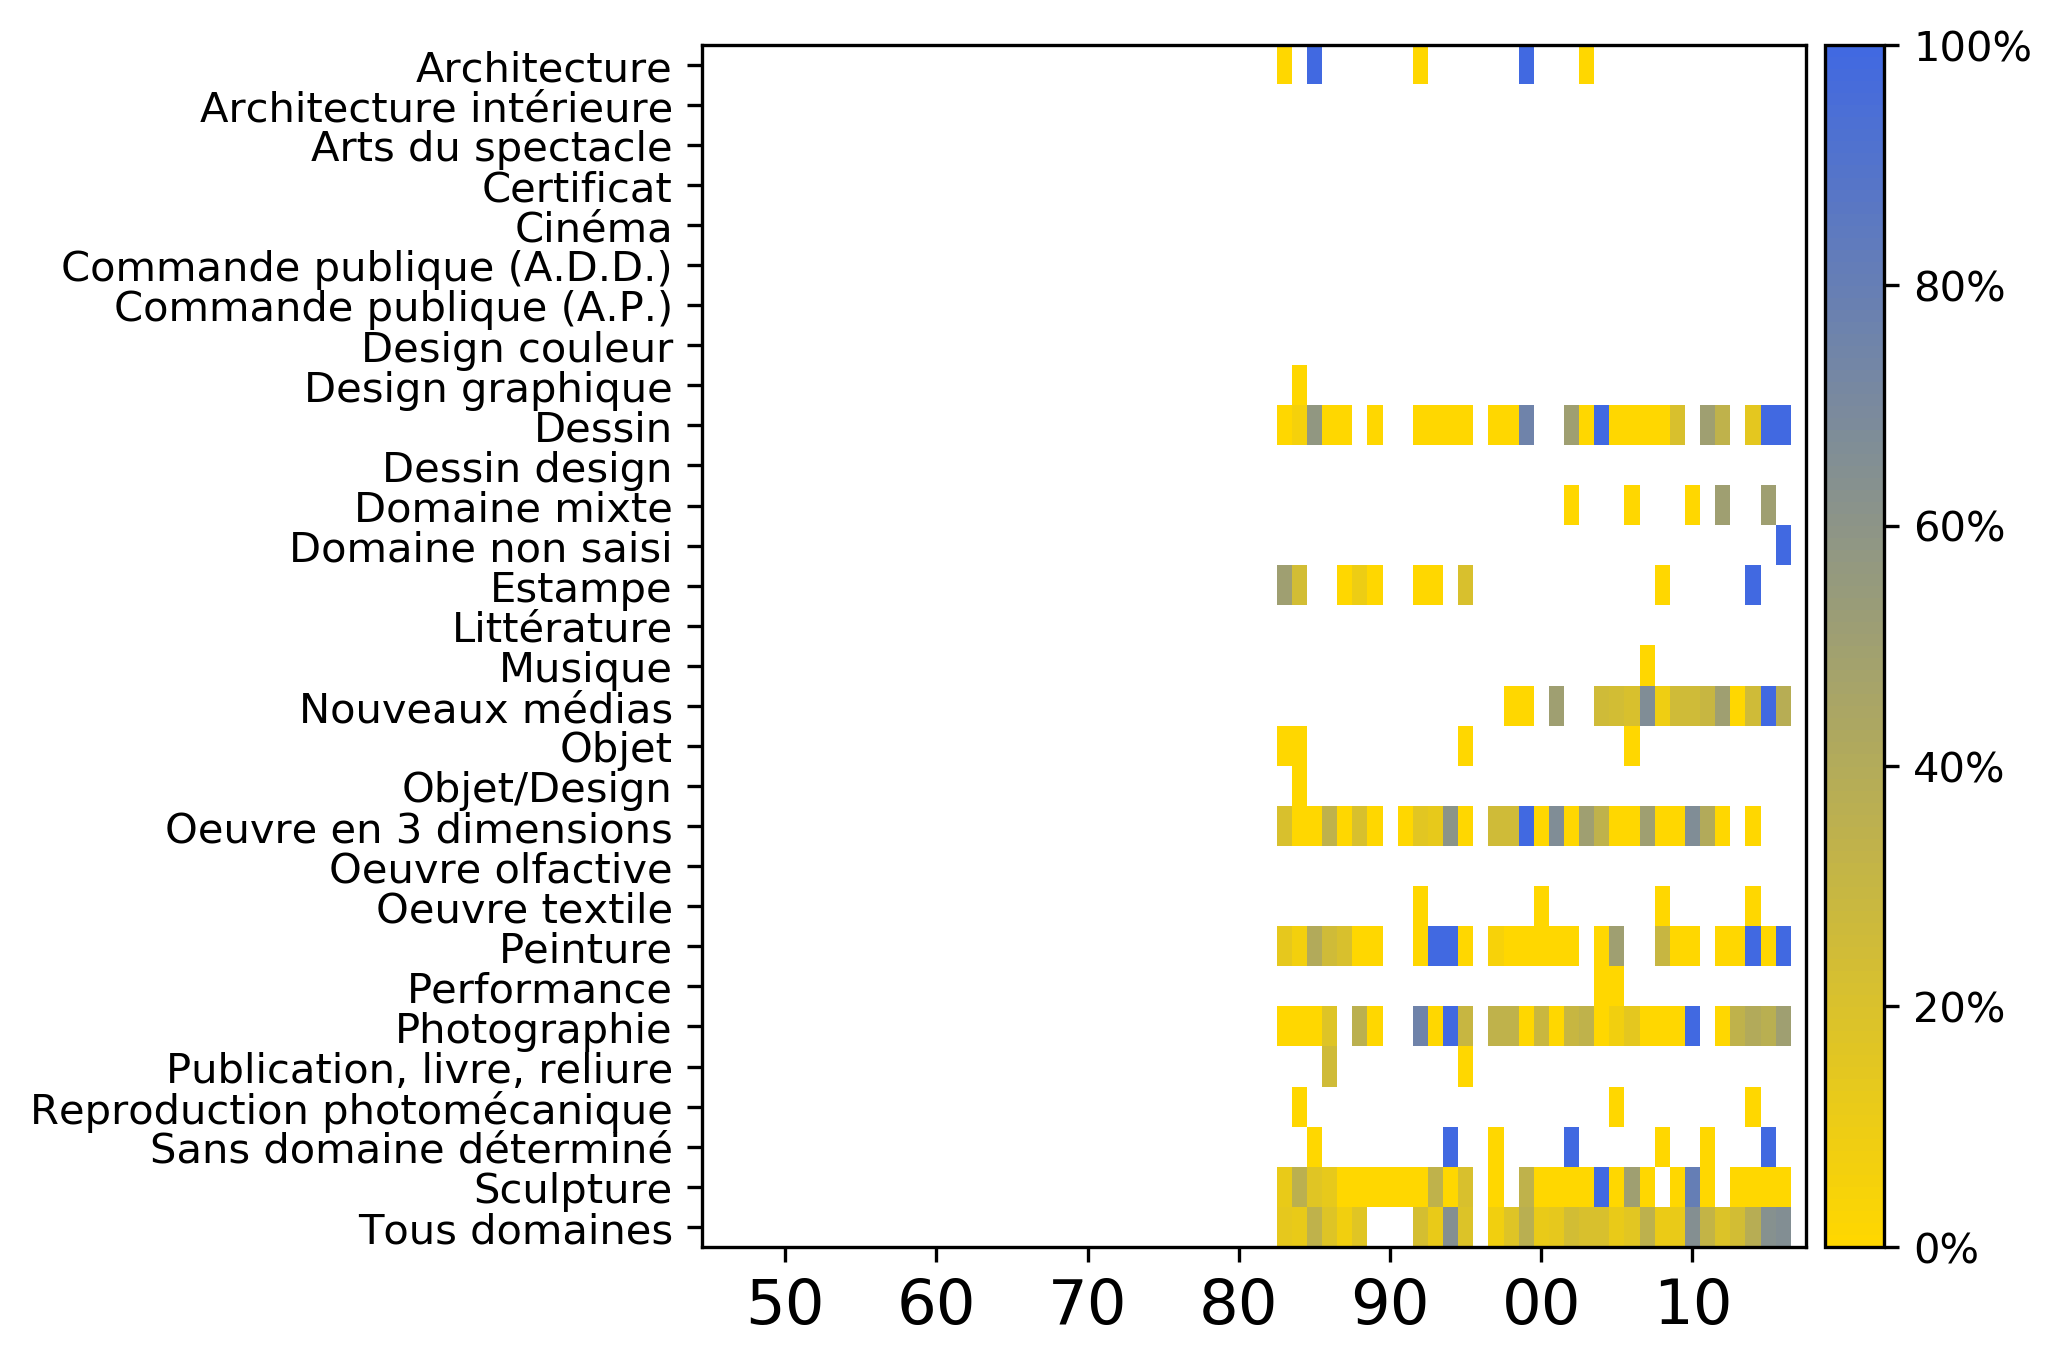 Architecture
Architecture intérieure
Arts du spectacle
Certificat
Cinéma
Commande publique (A.D.D.)
Commande publique (A.P.)
Design couleur
Design graphique
Dessin
Dessin design
Domaine mixte
Domaine non saisi
Estampe
Littérature
Musique
Nouveaux médias
Objet
Objet/Design
Oeuvre en 3 dimensions
Oeuvre olfactive
Oeuvre textile
Peinture
Performance
Photographie
Publication, livre, reliure
Reproduction photomécanique
Sans domaine déterminé
Sculpture
Tous domaines
50 60 70 80 90 00 10
100%
80%
60%
40%
20%
0%